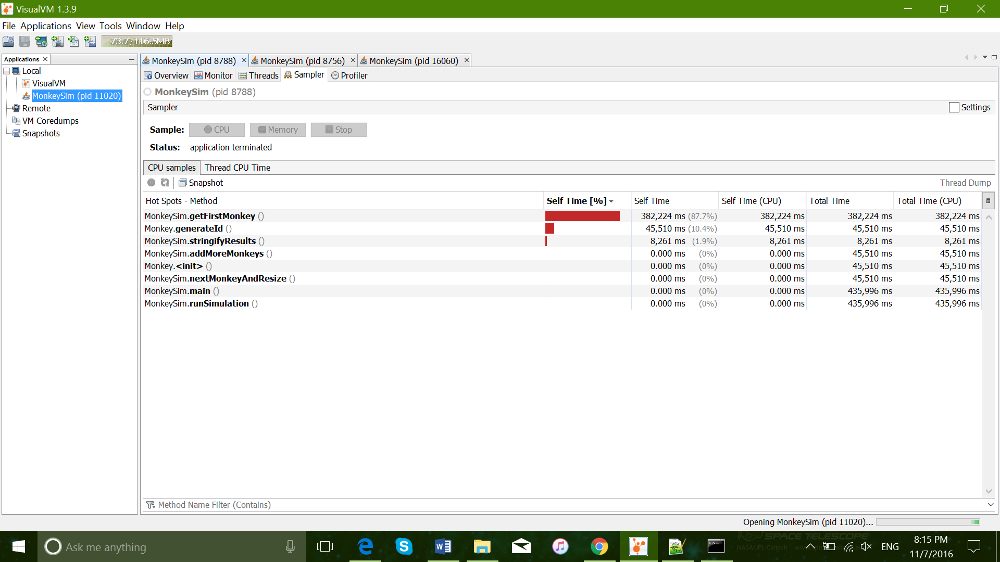 VisualVM 1.3.9
File Applications View Tools Window Help
73.7/116.5MB
Applications
Local
VisualVM
MonkeySim (pid 11020)
Remote
VM Coredumps
Snapshots
MonkeySim (pid 8788) MonkeySim (pid 8756) MonkeySim (pid 16060)
Overview Monitor Threads Sampler Profiler
MonkeySim (pid 8788)
Sampler Settings
Sample: CPU Memory Stop
Status: application terminated
CPU samples Thread CPU Time
Snapshot Thread Dump
Hot Spots - Method Self Time [%] Self Time Self Time (CPU) Total Time Total Time (CPU)
MonkeySim.getFirstMonkey () 382,224 ms (87.7%) 382,224 ms 382,224 ms 382,224 ms
Monkey.generateId () 45,510 ms (10.4%) 45,510 ms 45,510 ms 45,510 ms
MonkeySim.stringifyResults () 8,261 ms (1.9%) 8,261 ms 8,261 ms 8,261 ms
MonkeySim.addMoreMonkeys () 0.000 ms (0%) 0.000 ms 45,510 ms 45,510 ms
Monkey.<init> () 0.000 ms (0%) 0.000 ms 45,510 ms 45,510 ms
MonkeySim.nextMonkeyAndResize () 0.000 ms (0%) 0.000 ms 45,510 ms 45,510 ms
MonkeySim.main () 0.000 ms (0%) 0.000 ms 435,996 ms 435,996 ms
MonkeySim.runSimulation () 0.000 ms (0%) 0.000 ms 435,996 ms 435,996 ms
Method Name Filter (Contains)
Opening MonkeySim (pid 11020)...
Ask me anything
SPACE TELESCOPE
NASA/JPL-Caltech
ENG
8:15 PM
11/7/2016